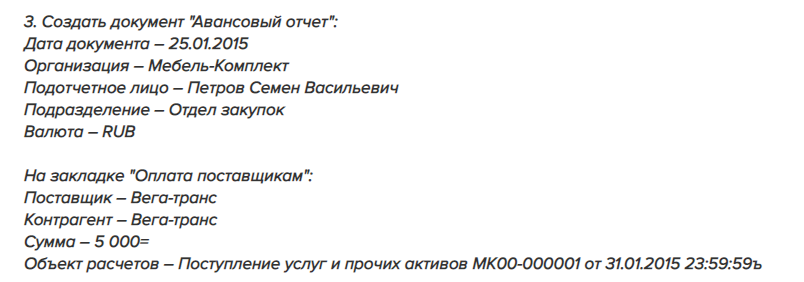 3. Создать документ "Авансовый отчет":
Дата документа – 25.01.2015
Организация – Мебель-Комплект
Подотчетное лицо – Петров Семен Васильевич
Подразделение – Отдел закупок
Валюта – RUB
На закладке "Оплата поставщикам":
Поставщик – Вега-транс
Контрагент – Вега-транс
Сумма – 5 000=
Объект расчетов – Поступление услуг и прочих активов МК00-000001 от 31.01.2015 23:59:59ъ